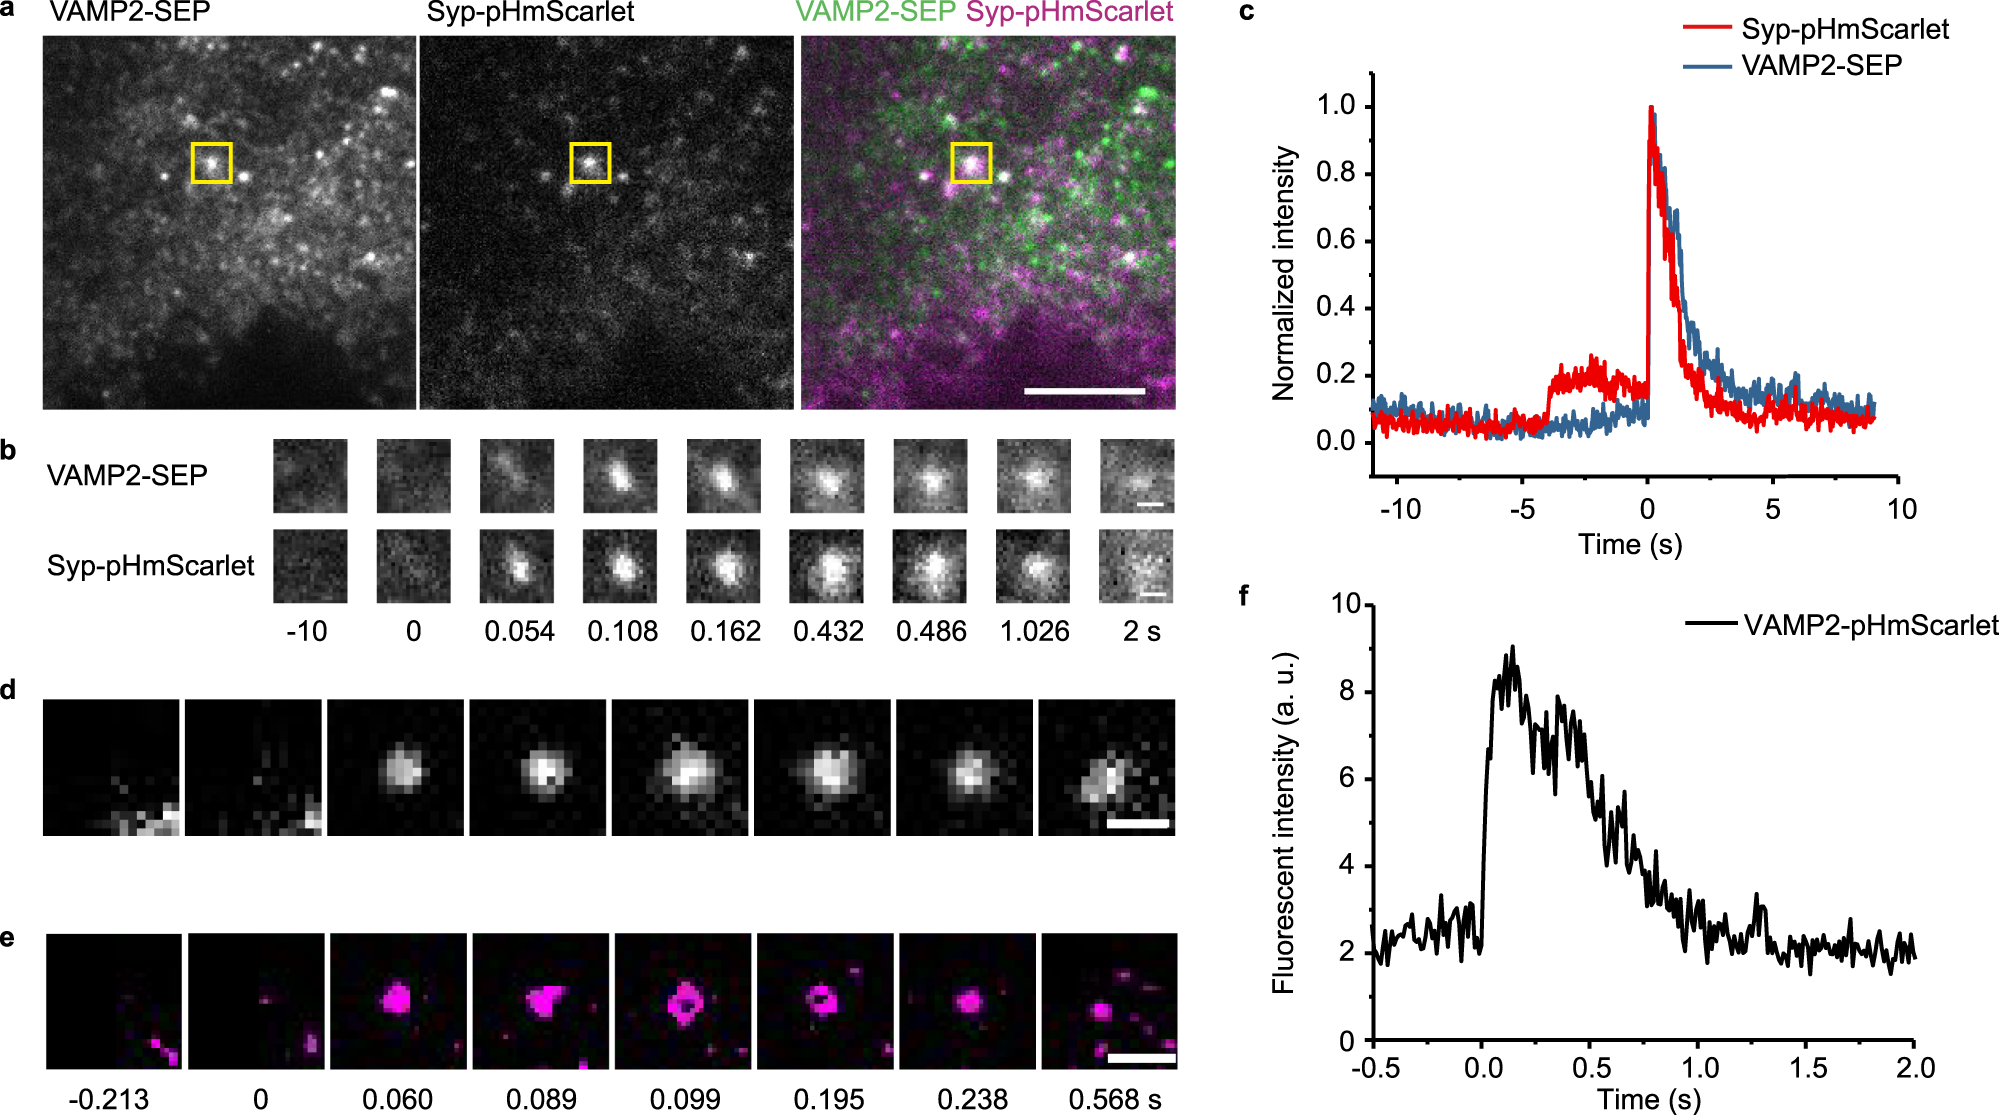 a
VAMP2-SEP
Syp-pHmScarlet
VAMP2-SEP Syp-pHmScarlet
b
VAMP2-SEP
Syp-pHmScarlet
-10 0 0.054 0.108 0.162 0.432 0.486 1.026 2 s
c
Syp-pHmScarlet
VAMP2-SEP
Normalized intensity
1.0
0.8
0.6
0.4
0.2
0.0
-10 -5 0 5 10
Time (s)
d
e
-0.213 0 0.060 0.089 0.099 0.195 0.238 0.568 s
f
VAMP2-pHmScarlet
Fluorescent intensity (a. u.)
10
8
6
4
2
0
-0.5 0.0 0.5 1.0 1.5 2.0
Time (s)